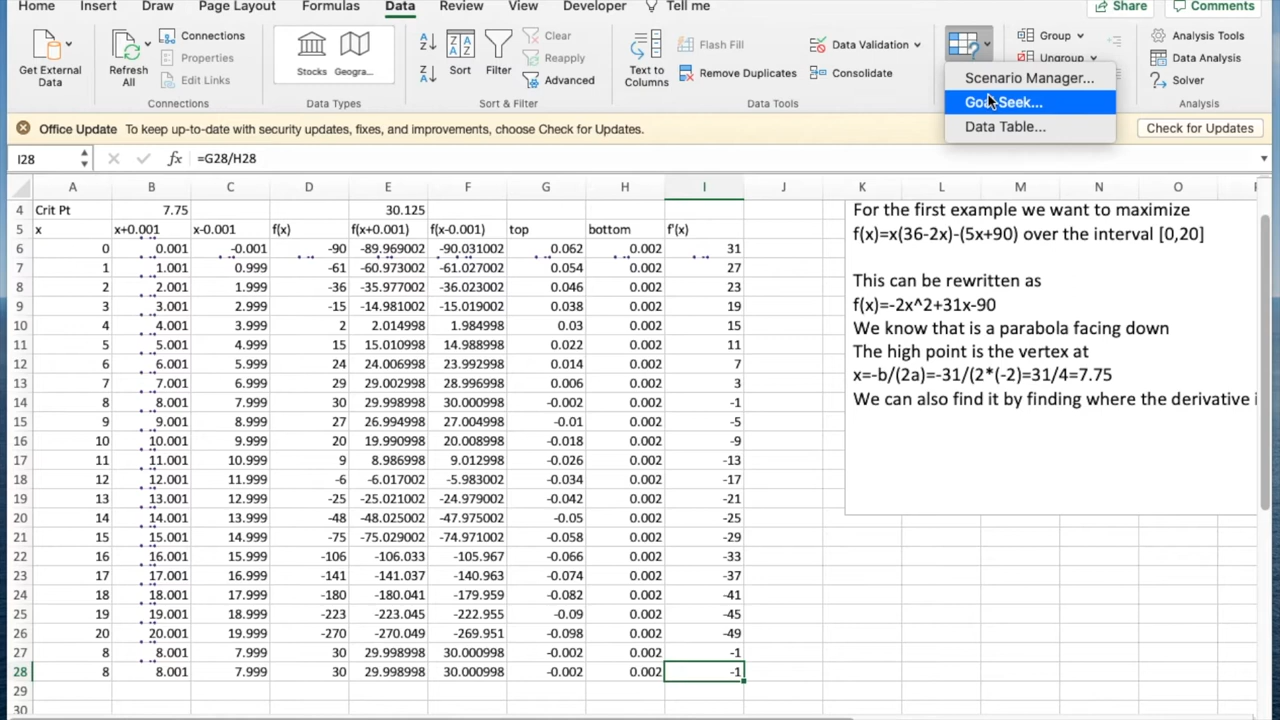 Home Insert Draw Page Layout Formulas Data Review View Developer Tell me Share Comments
Get External Data
Refresh All
Connections
Properties
Edit Links
Connections
Stocks Geogra...
Data Types
Sort
Filter
Clear
Reapply
Advanced
Sort & Filter
Text to Columns
Flash Fill
Remove Duplicates
Data Validation
Consolidate
Data Tools
Scenario Manager...
Goal Seek...
Data Table...
Group
Ungroup
Analysis Tools
Data Analysis
Solver
Analysis
Office Update To keep up-to-date with security updates, fixes, and improvements, choose Check for Updates. Check for Updates
I28 fx =G28/H28
A B C D E F G H I J K L M N O
4 Crit Pt 7.75 30.125
5 x x+0.001 x-0.001 f(x) f(x+0.001) f(x-0.001) top bottom f'(x)
6 0 0.001 -0.001 -90 -89.969002 -90.031002 0.062 0.002 31
7 1 1.001 0.999 -61 -60.973002 -61.027002 0.054 0.002 27
8 2 2.001 1.999 -36 -35.977002 -36.023002 0.046 0.002 23
9 3 3.001 2.999 -15 -14.981002 -15.019002 0.038 0.002 19
10 4 4.001 3.999 2 2.014998 1.984998 0.03 0.002 15
11 5 5.001 4.999 15 15.010998 14.988998 0.022 0.002 11
12 6 6.001 5.999 24 24.006998 23.992998 0.014 0.002 7
13 7 7.001 6.999 29 29.002998 28.996998 0.006 0.002 3
14 8 8.001 7.999 30 29.998998 30.000998 -0.002 0.002 -1
15 9 9.001 8.999 27 26.994998 27.004998 -0.01 0.002 -5
16 10 10.001 9.999 20 19.990998 20.008998 -0.018 0.002 -9
17 11 11.001 10.999 9 8.986998 9.012998 -0.026 0.002 -13
18 12 12.001 11.999 -6 -6.017002 -5.983002 -0.034 0.002 -17
19 13 13.001 12.999 -25 -25.021002 -24.979002 -0.042 0.002 -21
20 14 14.001 13.999 -48 -48.025002 -47.975002 -0.05 0.002 -25
21 15 15.001 14.999 -75 -75.029002 -74.971002 -0.058 0.002 -29
22 16 16.001 15.999 -106 -106.033 -105.967 -0.066 0.002 -33
23 17 17.001 16.999 -141 -141.037 -140.963 -0.074 0.002 -37
24 18 18.001 17.999 -180 -180.041 -179.959 -0.082 0.002 -41
25 19 19.001 18.999 -223 -223.045 -222.955 -0.09 0.002 -45
26 20 20.001 19.999 -270 -270.049 -269.951 -0.098 0.002 -49
27 8 8.001 7.999 30 29.998998 30.000998 -0.002 0.002 -1
28 8 8.001 7.999 30 29.998998 30.000998 -0.002 0.002 -1
29
30
For the first example we want to maximize
f(x)=x(36-2x)-(5x+90) over the interval [0,20]
This can be rewritten as
f(x)=-2x^2+31x-90
We know that is a parabola facing down
The high point is the vertex at
x=-b/(2a)=-31/(2*(-2)=31/4=7.75
We can also find it by finding where the derivative i